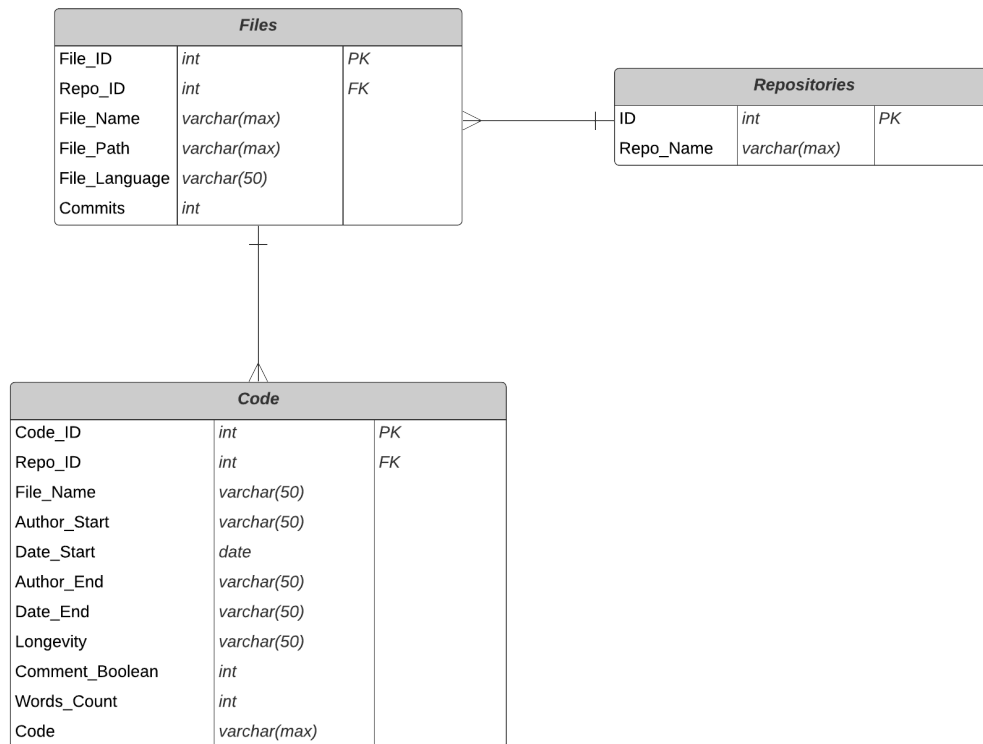 Files
File_ID int PK
Repo_ID int FK
File_Name varchar(max)
File_Path varchar(max)
File_Language varchar(50)
Commits int
Repositories
ID int PK
Repo_Name varchar(max)
Code
Code_ID int PK
Repo_ID int FK
File_Name varchar(50)
Author_Start varchar(50)
Date_Start date
Author_End varchar(50)
Date_End varchar(50)
Longevity varchar(50)
Comment_Boolean int
Words_Count int
Code varchar(max)